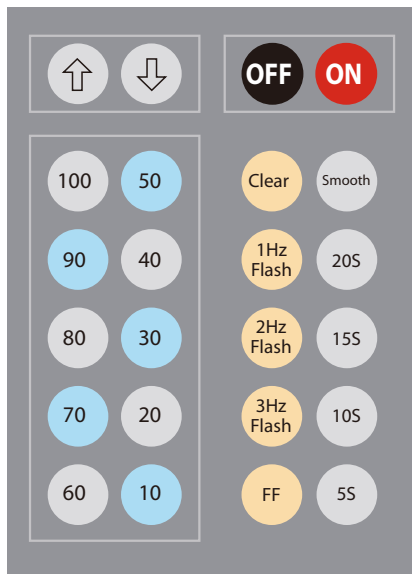 OFF ON
100 50 Clear Smooth
90 40 1Hz Flash 20S
80 30 2Hz Flash 15S
70 20 3Hz Flash 10S
60 10 FF 5S